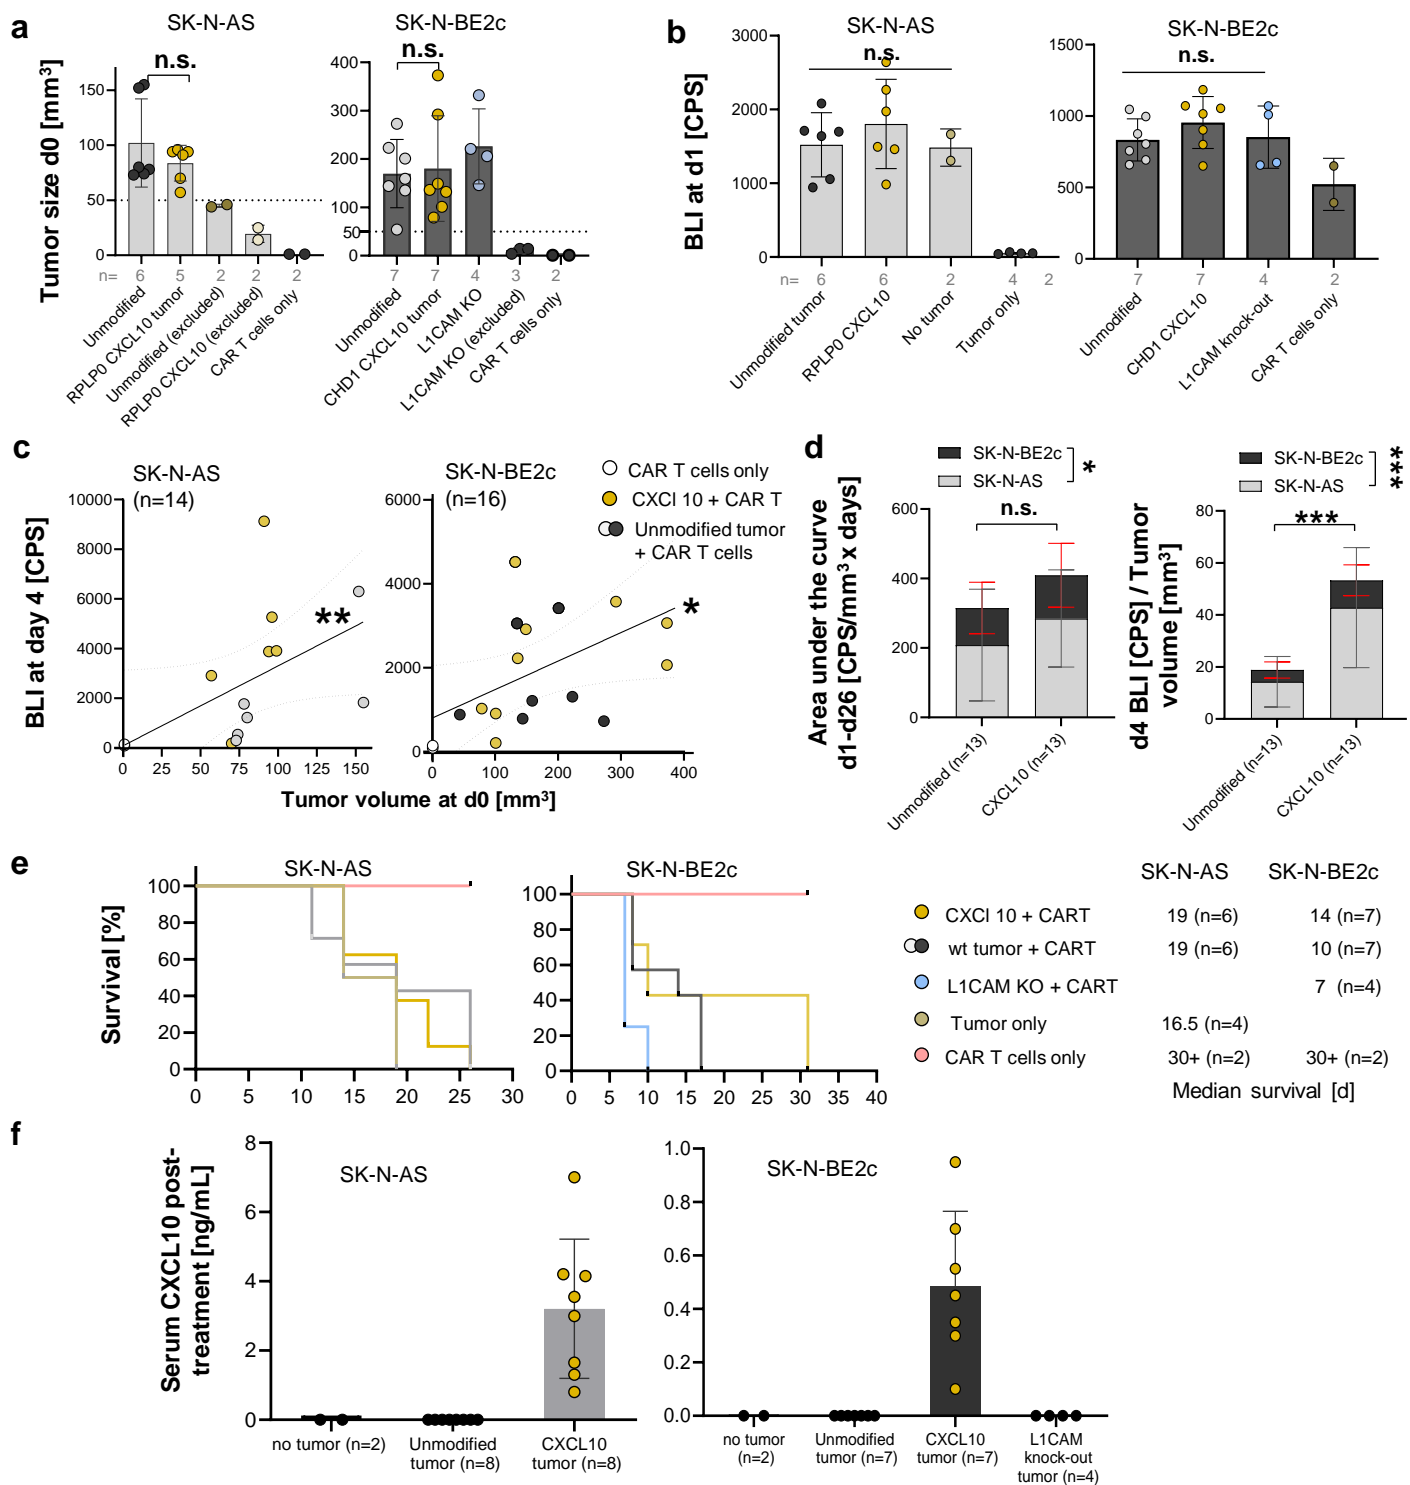 a
SK-N-AS
SK-N-BE2c
Tumor size d0 [mm³]
150
100
50
0
n.s.
n=
6
5
2
2
2
Unmodified
RPLP0 CXCL10 tumor
Unmodified (excluded)
RPLP0 CXCL10 (excluded)
CAR T cells only
400
300
200
100
50
0
n.s.
7
7
4
3
2
Unmodified
CHD1 CXCL10 tumor
L1CAM KO
L1CAM KO (excluded)
CAR T cells only
b
SK-N-AS
SK-N-BE2c
BLI at d1 [CPS]
3000
2000
1000
0
n.s.
n=
6
6
2
4
2
Unmodified tumor
RPLP0 CXCL10
No tumor
Tumor only
1500
1000
500
0
n.s.
7
7
4
2
Unmodified
CHD1 CXCL10
L1CAM knock-out
CAR T cells only
c
SK-N-AS
(n=14)
BLI at day 4 [CPS]
10000
8000
6000
4000
2000
0
**
0
25
50
75
100
125
150
SK-N-BE2c
(n=16)
6000
4000
2000
0
*
0
100
200
300
400
Tumor volume at d0 [mm³]
CAR T cells only
CXCl 10 + CAR T
Unmodified tumor
+ CAR T cells
d
SK-N-BE2c
SK-N-AS
*
Area under the curve
d1-d26 [CPS/mm³ x days]
600
400
200
0
n.s.
Unmodified (n=13)
CXCL10 (n=13)
SK-N-BE2c
SK-N-AS
***
d4 BLI [CPS] / Tumor
volume [mm³]
80
60
40
20
0
***
Unmodified (n=13)
CXCL10 (n=13)
e
SK-N-AS
SK-N-BE2c
Survival [%]
100
80
60
40
20
0
0
5
10
15
20
25
30
100
80
60
40
20
0
0
5
10
15
20
25
30
35
40
SK-N-AS
SK-N-BE2c
CXCl 10 + CART
19 (n=6)
14 (n=7)
wt tumor + CART
19 (n=6)
10 (n=7)
L1CAM KO + CART
7 (n=4)
Tumor only
16.5 (n=4)
CAR T cells only
30+ (n=2)
30+ (n=2)
Median survival [d]
f
Serum CXCL10 post-
treatment [ng/mL]
SK-N-AS
8
6
4
2
0
no tumor (n=2)
Unmodified
tumor (n=8)
CXCL10
tumor (n=8)
SK-N-BE2c
1.0
0.8
0.6
0.4
0.2
0.0
no tumor
(n=2)
Unmodified
tumor (n=7)
CXCL10
tumor (n=7)
L1CAM
knock-out
tumor (n=4)